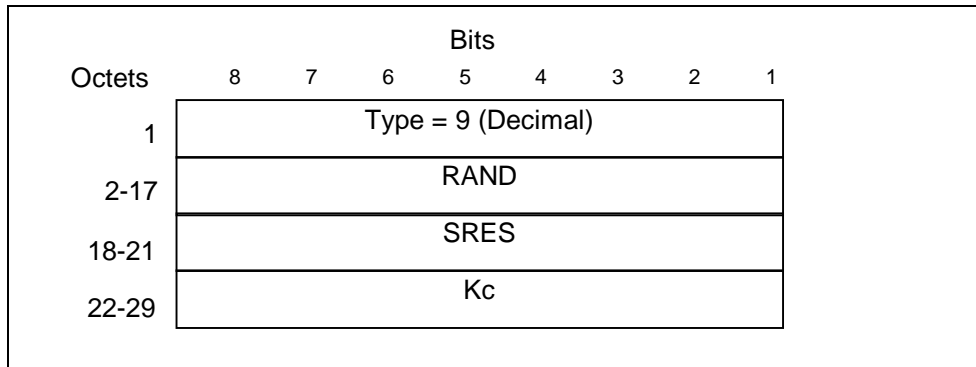 Bits
Octets 8 7 6 5 4 3 2 1
1 Type = 9 (Decimal)
2-17 RAND
18-21 SRES
22-29 Kc